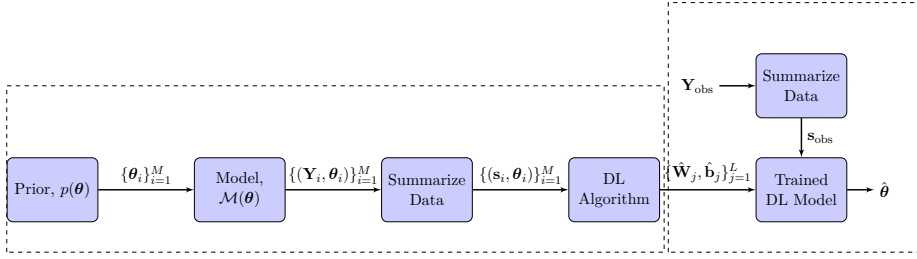 Y_obs
Summarize
Data
s_obs
Prior, p(θ)
{θ_i}_{i=1}^M
Model,
ℳ(θ)
{(Y_i, θ_i)}_{i=1}^M
Summarize
Data
{(s_i, θ_i)}_{i=1}^M
DL
Algorithm
{Ŵ_j, b̂_j}_{j=1}^L
Trained
DL Model
θ̂